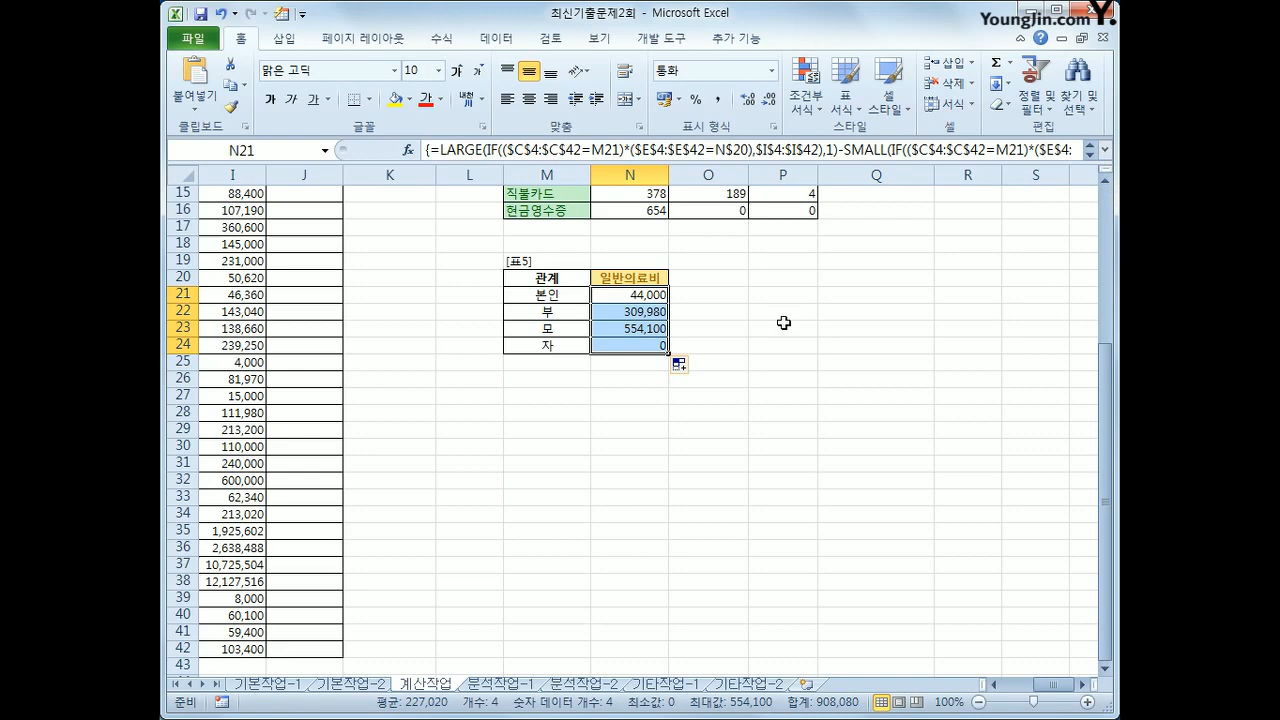 최신기출문제2회 - Microsoft Excel
YoungJin.com Y.
파일 홈 삽입 페이지 레이아웃 수식 데이터 검토 보기 개발 도구 추가 기능
맑은 고딕 10 통화 삽입
붙여넣기 가 가 가 가 내천 % , 조건부 서식 표 서식 셀 스타일 삭제 서식 정렬 및 필터 찾기 및 선택
클립보드 글꼴 맞춤 표시 형식 스타일 셀 편집
N21 fx {=LARGE(IF(($C$4:$C$42=M21)*($E$4:$E$42=N$20),$I$4:$I$42),1)-SMALL(IF(($C$4:$C$42=M21)*($E$4:
I J K L M N O P Q R S
15 88,400 직불카드 378 189 4
16 107,190 현금영수증 654 0 0
17 360,600
18 145,000
19 231,000 [표5]
20 50,620 관계 일반의료비
21 46,360 본인 44,000
22 143,040 부 309,980
23 138,660 모 554,100
24 239,250 자 0
25 4,000
26 81,970
27 15,000
28 111,980
29 213,200
30 110,000
31 240,000
32 600,000
33 62,340
34 213,020
35 1,925,602
36 2,638,488
37 10,725,504
38 12,127,516
39 8,000
40 60,100
41 59,400
42 103,400
43
기본작업-1 기본작업-2 계산작업 분석작업-1 분석작업-2 기타작업-1 기타작업-2
준비 평균: 227,020 개수: 4 숫자 데이터 개수: 4 최소값: 0 최대값: 554,100 합계: 908,080 100%